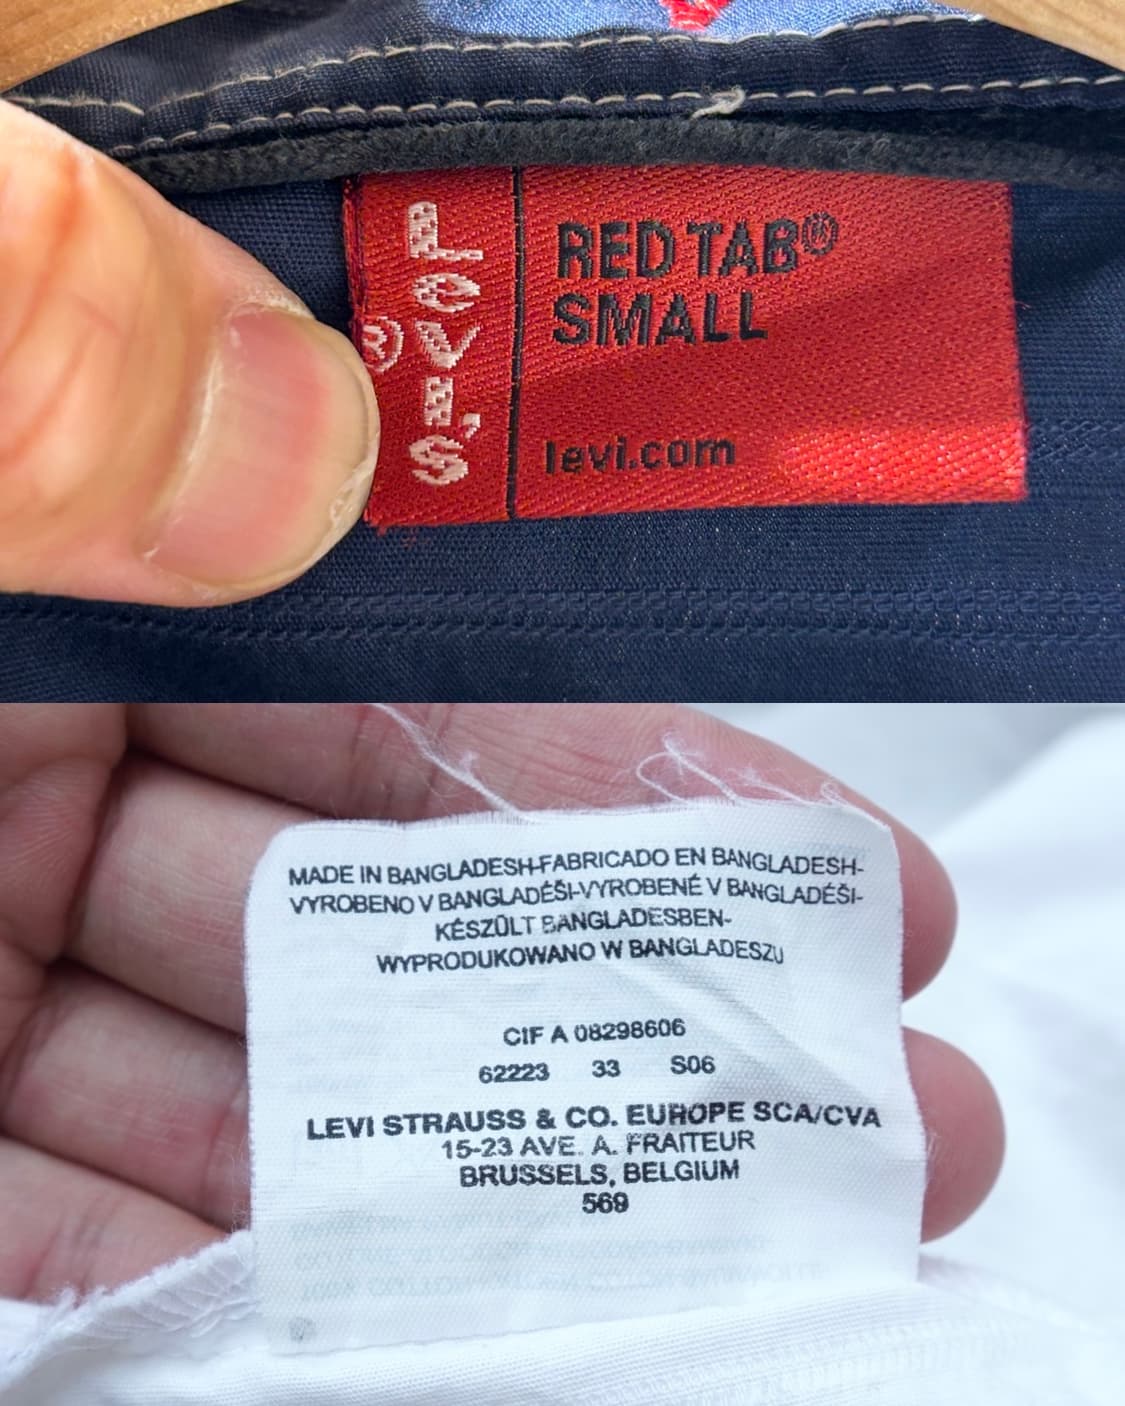 LEVI'S®
RED TAB®
SMALL
levi.com
MADE IN BANGLADESH-FABRICADO EN BANGLADESH-
VYROBENO V BANGLADÉŠI-VYROBENÉ V BANGLADÉŠI-
KÉSZÜLT BANGLADESBEN-
WYPRODUKOWANO W BANGLADESZU
CIF A 08298606
62223 33 S06
LEVI STRAUSS & CO. EUROPE SCA/CVA
15-23 AVE. A. FRAITEUR
BRUSSELS, BELGIUM
569